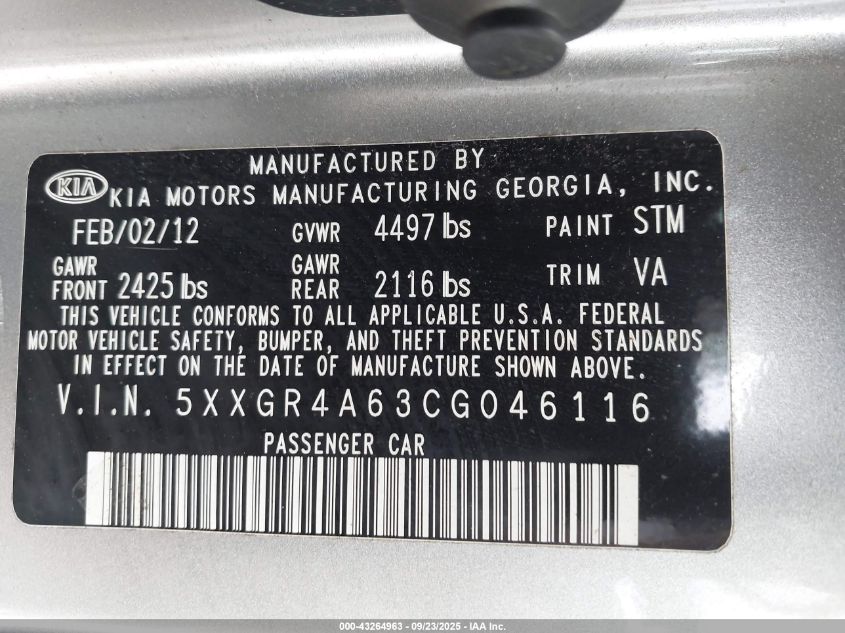 MANUFACTURED BY
KIA KIA MOTORS MANUFACTURING GEORGIA, INC.
FEB/02/12 GVWR 4497 lbs PAINT STM
GAWR FRONT 2425 lbs GAWR REAR 2116 lbs TRIM VA
THIS VEHICLE CONFORMS TO ALL APPLICABLE U.S.A. FEDERAL
MOTOR VEHICLE SAFETY, BUMPER, AND THEFT PREVENTION STANDARDS
IN EFFECT ON THE DATE OF MANUFACTURE SHOWN ABOVE.
V.I.N. 5XXGR4A63CG046116
PASSENGER CAR
000-43264963 - 09/23/2025 - IAA Inc.